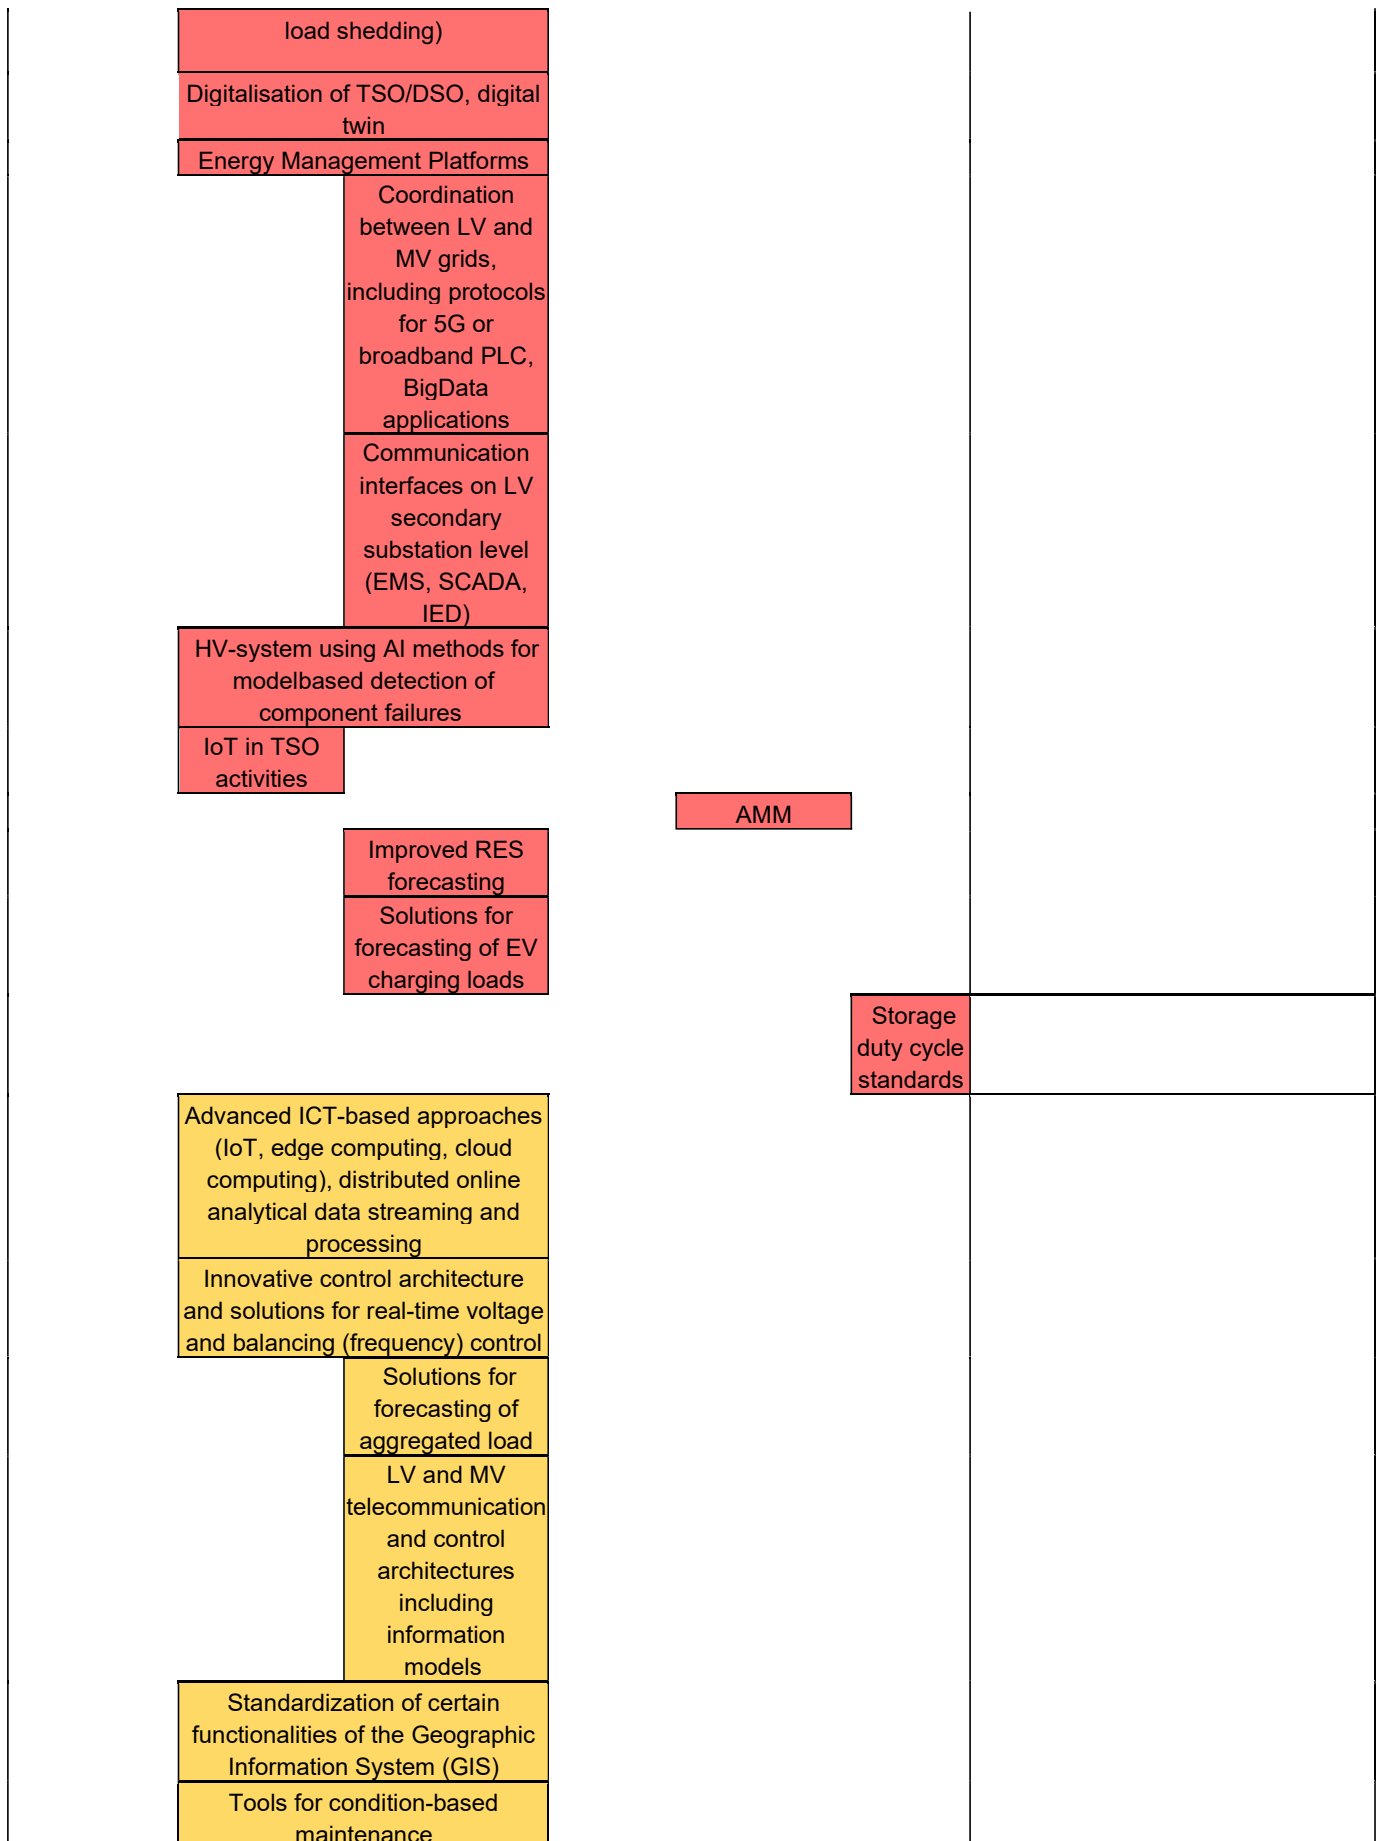 load shedding)
Digitalisation of TSO/DSO, digital
twin
Energy Management Platforms
Coordination
between LV and
MV grids,
including protocols
for 5G or
broadband PLC,
BigData
applications
Communication
interfaces on LV
secondary
substation level
(EMS, SCADA,
IED)
HV-system using AI methods for
modelbased detection of
component failures
IoT in TSO
activities
AMM
Improved RES
forecasting
Solutions for
forecasting of EV
charging loads
Storage
duty cycle
standards
Advanced ICT-based approaches
(IoT, edge computing, cloud
computing), distributed online
analytical data streaming and
processing
Innovative control architecture
and solutions for real-time voltage
and balancing (frequency) control
Solutions for
forecasting of
aggregated load
LV and MV
telecommunication
and control
architectures
including
information
models
Standardization of certain
functionalities of the Geographic
Information System (GIS)
Tools for condition-based
maintenance